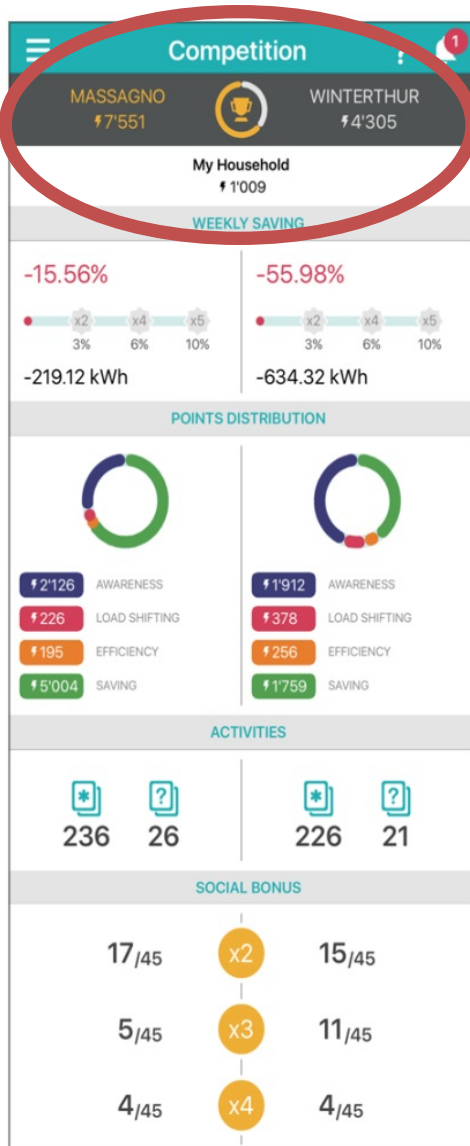 Competition
1
MASSAGNO WINTERTHUR
7'551 4'305
My Household
1'009
WEEKLY SAVING
-15.56% -55.98%
x2 x4 x5 x2 x4 x5
3% 6% 10% 3% 6% 10%
-219.12 kWh -634.32 kWh
POINTS DISTRIBUTION
2'126 AWARENESS 1'912 AWARENESS
226 LOAD SHIFTING 378 LOAD SHIFTING
195 EFFICIENCY 256 EFFICIENCY
5'004 SAVING 1'759 SAVING
ACTIVITIES
* ? * ?
236 26 226 21
SOCIAL BONUS
17/45 x2 15/45
5/45 x3 11/45
4/45 x4 4/45